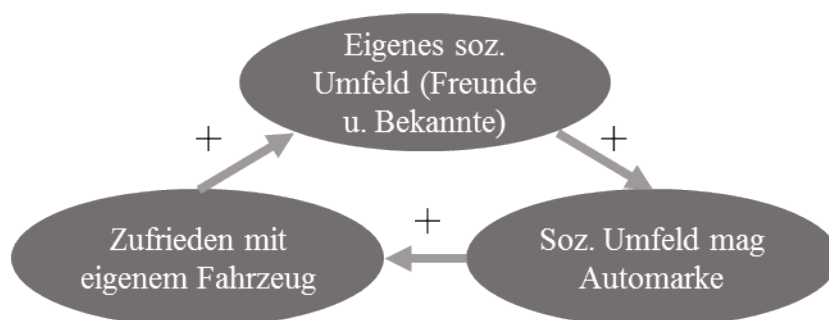 Eigenes soz.
Umfeld (Freunde
u. Bekannte)
+
+
+
Zufrieden mit
eigenem Fahrzeug
Soz. Umfeld mag
Automarke